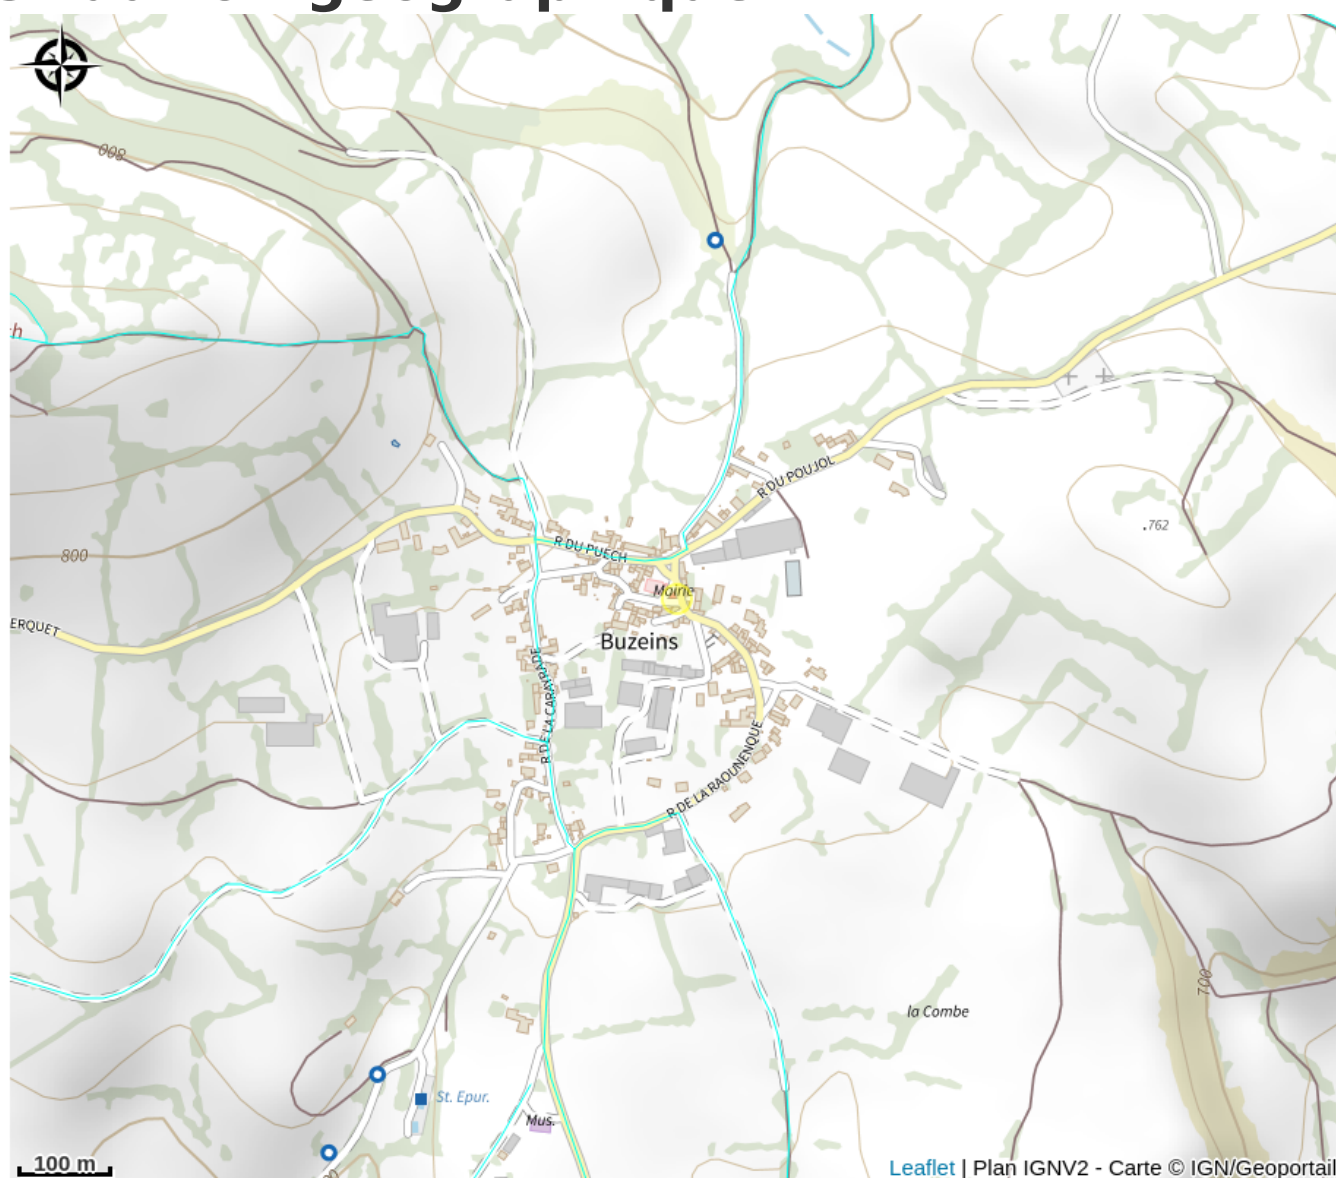 800
h
R DU POUJOL
762
800
R DU PUECH
Mairie
ERQUET
Buzeins
R DE LA CARAYRADE
R DE LA RAOUNENQUE
700
la Combe
St. Epur.
Mus.
100 m
Leaflet | Plan IGNV2 - Carte © IGN/Geoportail